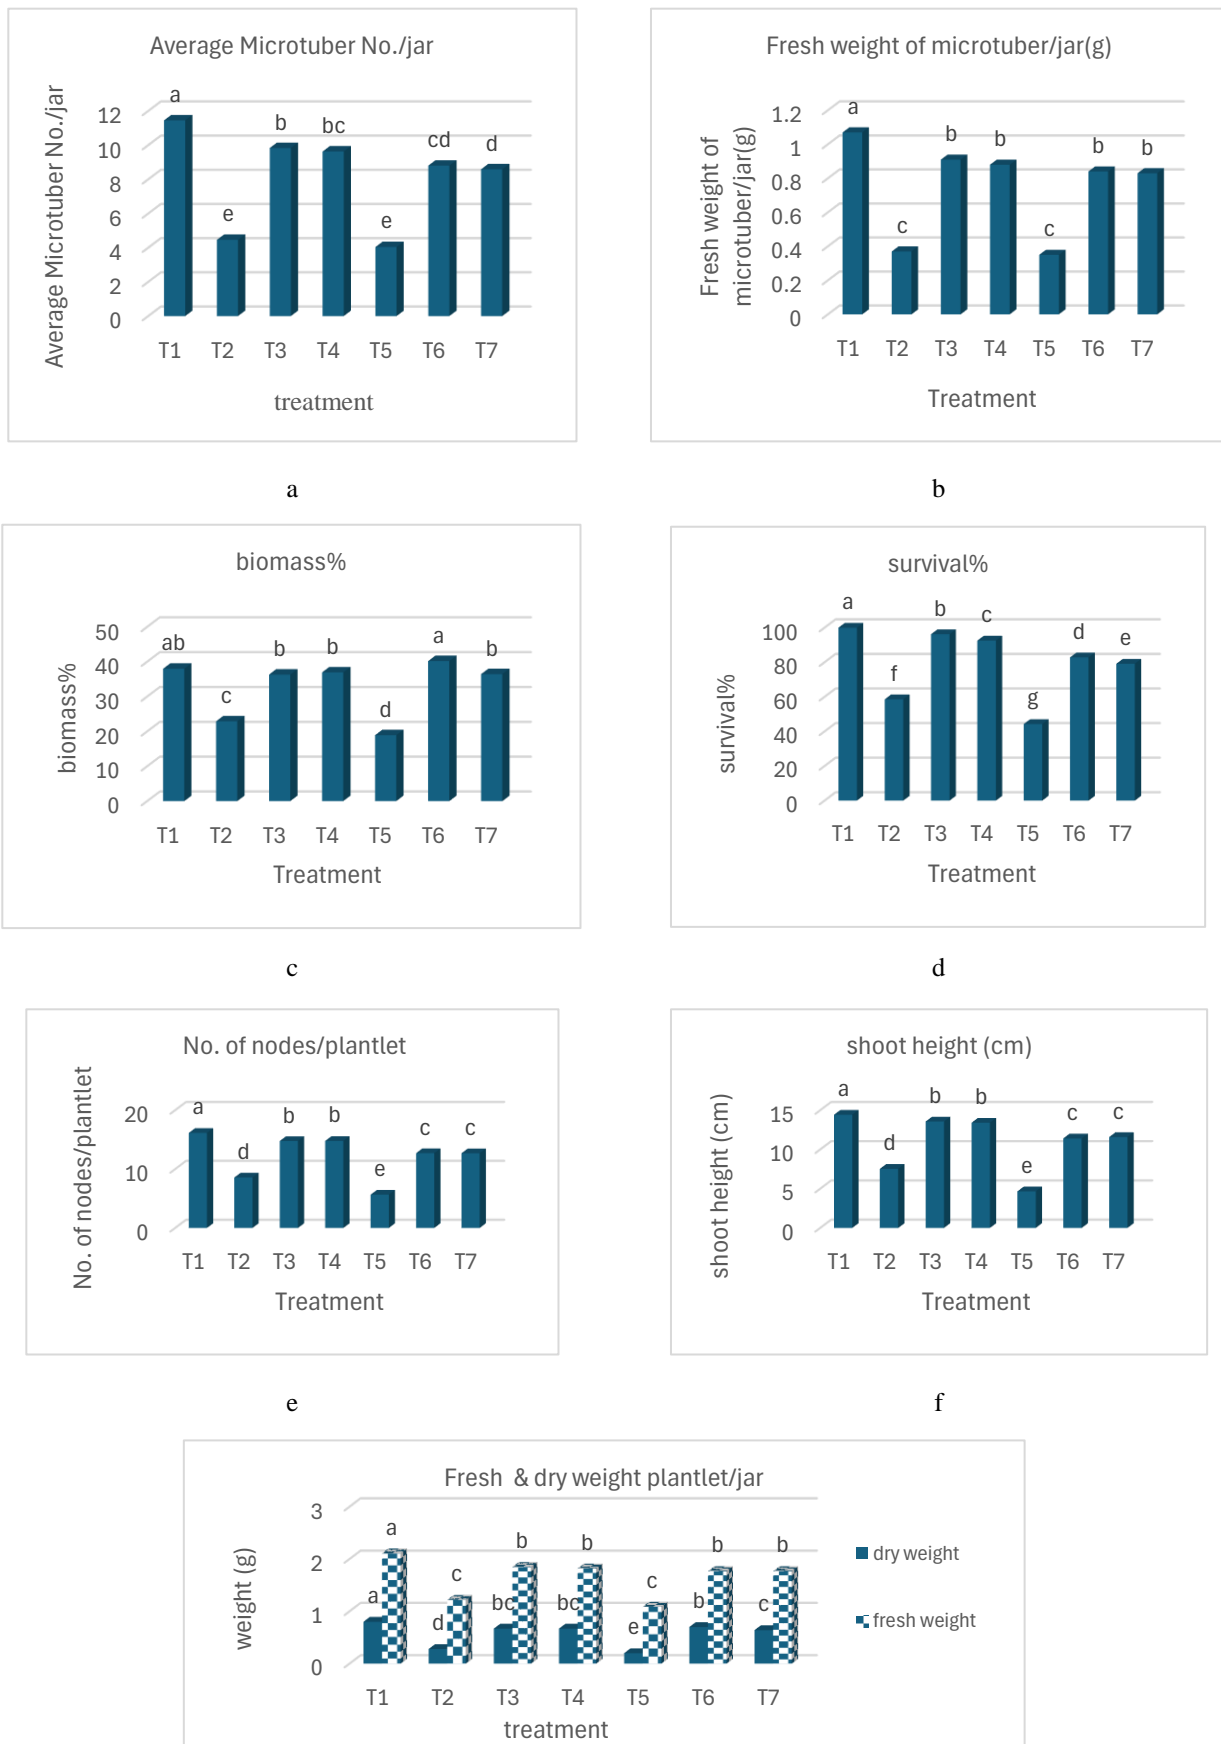 Average Microtuber No./jar
Average Microtuber No./jar
12
10
8
6
4
2
0
a
e
b
bc
e
cd
d
T1 T2 T3 T4 T5 T6 T7
treatment
a
Fresh weight of microtuber/jar(g)
Fresh weight of
microtuber/jar(g)
1.2
1
0.8
0.6
0.4
0.2
0
a
c
b
b
c
b
b
T1 T2 T3 T4 T5 T6 T7
Treatment
b
biomass%
biomass%
50
40
30
20
10
0
ab
c
b
b
d
a
b
T1 T2 T3 T4 T5 T6 T7
Treatment
c
survival%
survival%
100
80
60
40
20
0
a
f
b
c
g
d
e
T1 T2 T3 T4 T5 T6 T7
Treatment
d
No. of nodes/plantlet
No. of nodes/plantlet
20
10
0
a
d
b
b
e
c
c
T1 T2 T3 T4 T5 T6 T7
Treatment
e
shoot height (cm)
shoot height (cm)
15
10
5
0
a
d
b
b
e
c
c
T1 T2 T3 T4 T5 T6 T7
Treatment
f
Fresh & dry weight plantlet/jar
weight (g)
3
2
1
0
a
a
d
c
bc
b
bc
b
e
c
b
b
c
b
T1 T2 T3 T4 T5 T6 T7
treatment
dry weight
fresh weight